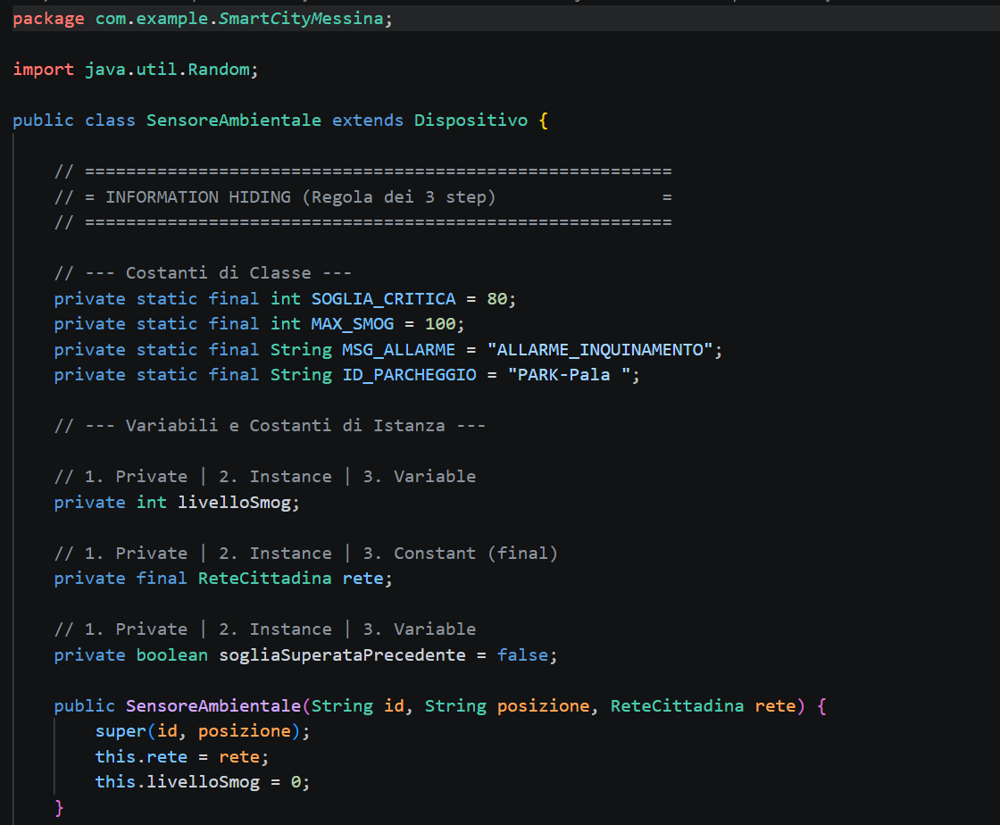 package com.example.SmartCityMessina;
import java.util.Random;
public class SensoreAmbientale extends Dispositivo {
// =========================================================
// = INFORMATION HIDING (Regola dei 3 step)                =
// =========================================================
// --- Costanti di Classe ---
private static final int SOGLIA_CRITICA = 80;
private static final int MAX_SMOG = 100;
private static final String MSG_ALLARME = "ALLARME_INQUINAMENTO";
private static final String ID_PARCHEGGIO = "PARK-Pala ";
// --- Variabili e Costanti di Istanza ---
// 1. Private | 2. Instance | 3. Variable
private int livelloSmog;
// 1. Private | 2. Instance | 3. Constant (final)
private final ReteCittadina rete;
// 1. Private | 2. Instance | 3. Variable
private boolean sogliaSuperataPrecedente = false;
public SensoreAmbientale(String id, String posizione, ReteCittadina rete) {
super(id, posizione);
this.rete = rete;
this.livelloSmog = 0;
}